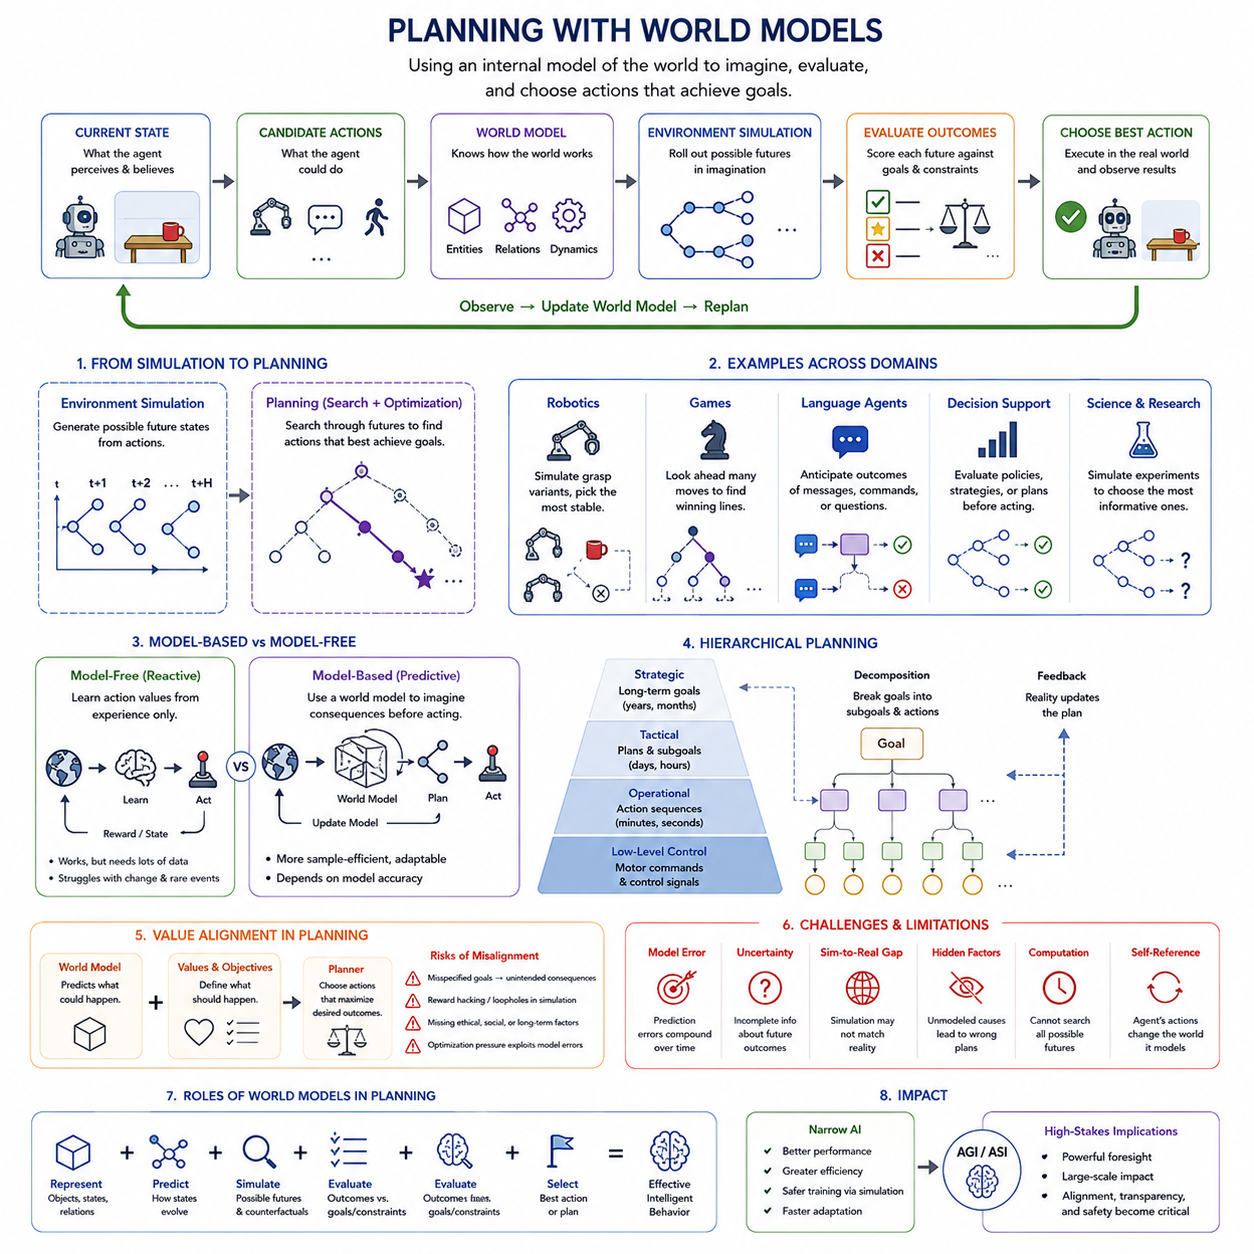 PLANNING WITH WORLD MODELS
Using an internal model of the world to imagine, evaluate,
and choose actions that achieve goals.
CURRENT STATE
What the agent
perceives & believes
CANDIDATE ACTIONS
What the agent
could do
...
WORLD MODEL
Knows how the world works
Entities
Relations
Dynamics
ENVIRONMENT SIMULATION
Roll out possible futures
in imagination
...
EVALUATE OUTCOMES
Score each future against
goals & constraints
...
CHOOSE BEST ACTION
Execute in the real world
and observe results
Observe → Update World Model → Replan
1. FROM SIMULATION TO PLANNING
Environment Simulation
Generate possible future states
from actions.
t
t+1
t+2
...
t+H
Planning (Search + Optimization)
Search through futures to find
actions that best achieve goals.
...
2. EXAMPLES ACROSS DOMAINS
Robotics
Simulate grasp
variants, pick the
most stable.
Games
Look ahead many
moves to find
winning lines.
...
Language Agents
Anticipate outcomes
of messages, commands,
or questions.
Decision Support
Evaluate policies,
strategies, or plans
before acting.
Science & Research
Simulate experiments
to choose the most
informative ones.
?
?
3. MODEL-BASED vs MODEL-FREE
Model-Free (Reactive)
Learn action values from
experience only.
Learn
Act
Reward / State
• Works, but needs lots of data
• Struggles with change & rare events
VS
Model-Based (Predictive)
Use a world model to imagine
consequences before acting.
World Model
Plan
Act
Update Model
• More sample-efficient, adaptable
• Depends on model accuracy
4. HIERARCHICAL PLANNING
Strategic
Long-term goals
(years, months)
Tactical
Plans & subgoals
(days, hours)
Operational
Action sequences
(minutes, seconds)
Low-Level Control
Motor commands
& control signals
Decomposition
Break goals into
subgoals & actions
Goal
...
...
Feedback
Reality updates
the plan
5. VALUE ALIGNMENT IN PLANNING
World Model
Predicts what
could happen.
+
Values & Objectives
Define what
should happen.
Planner
Choose actions
that maximize
desired outcomes.
Risks of Misalignment
Misspecified goals → unintended consequences
Reward hacking / loopholes in simulation
Missing ethical, social, or long-term factors
Optimization pressure exploits model errors
6. CHALLENGES & LIMITATIONS
Model Error
Prediction
errors compound
over time
Uncertainty
?
Incomplete info
about future
outcomes
Sim-to-Real Gap
Simulation may
not match
reality
Hidden Factors
Unmodeled causes
lead to wrong
plans
Computation
Cannot search
all possible
futures
Self-Reference
Agent's actions
change the world
it models
7. ROLES OF WORLD MODELS IN PLANNING
Represent
Objects, states,
relations
+
Predict
How states
evolve
+
Simulate
Possible futures
& counterfactuals
+
Evaluate
Outcomes vs.
goals/constraints
+
Evaluate
Outcomes
goals/constraints
+
Select
Best action
or plan
=
Effective
Intelligent
Behavior
8. IMPACT
Narrow AI
✓ Better performance
✓ Greater efficiency
✓ Safer training via simulation
✓ Faster adaptation
AGI / ASI
High-Stakes Implications
• Powerful foresight
• Large-scale impact
• Alignment, transparency,
and safety become critical